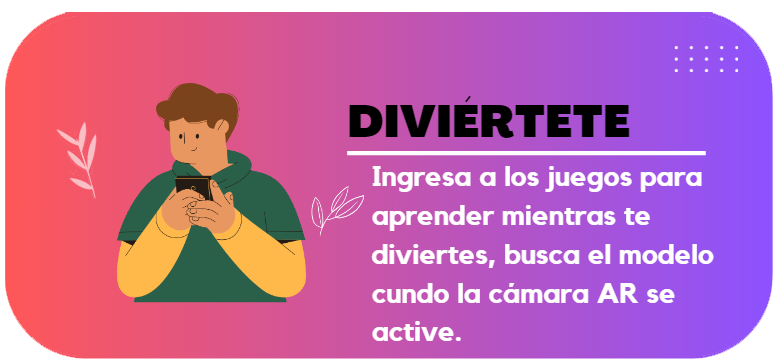 DIVIÉRTETE
Ingresa a los juegos para
aprender mientras te
diviertes, busca el modelo
cundo la cámara AR se
active.